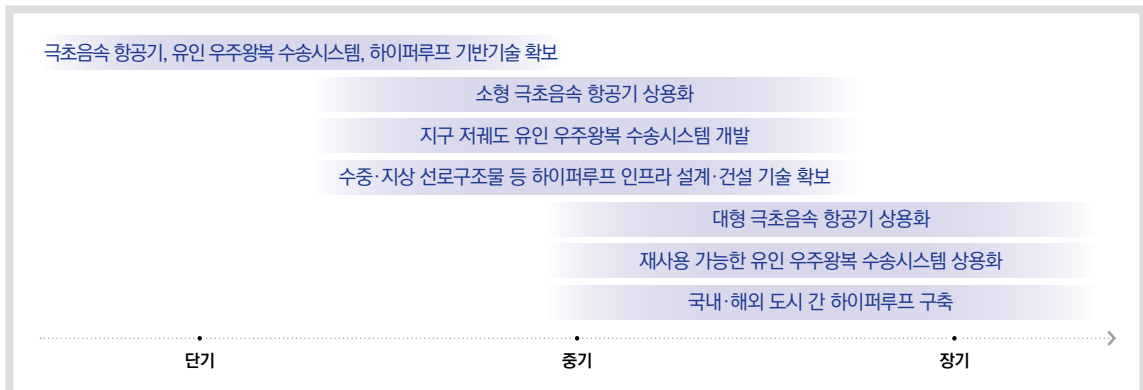 극초음속 항공기, 유인 우주왕복 수송시스템, 하이퍼루프 기반기술 확보
소형 극초음속 항공기 상용화
지구 저궤도 유인 우주왕복 수송시스템 개발
수중·지상 선로구조물 등 하이퍼루프 인프라 설계·건설 기술 확보
대형 극초음속 항공기 상용화
재사용 가능한 유인 우주왕복 수송시스템 상용화
국내·해외 도시 간 하이퍼루프 구축
단기 중기 장기